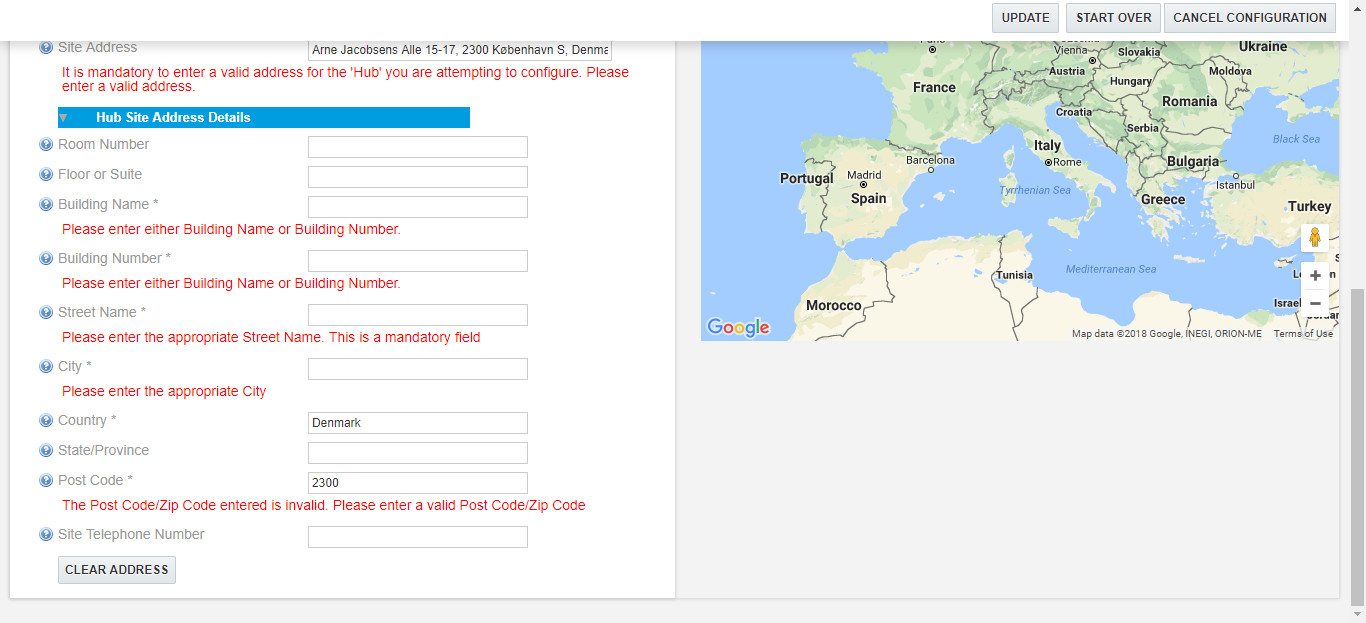 UPDATE START OVER CANCEL CONFIGURATION
Site Address
Arne Jacobsens Alle 15-17, 2300 København S, Denma
It is mandatory to enter a valid address for the 'Hub' you are attempting to configure. Please
enter a valid address.
Hub Site Address Details
Room Number
Floor or Suite
Building Name *
Please enter either Building Name or Building Number.
Building Number *
Please enter either Building Name or Building Number.
Street Name *
Please enter the appropriate Street Name. This is a mandatory field
City *
Please enter the appropriate City
Country *
Denmark
State/Province
Post Code *
2300
The Post Code/Zip Code entered is invalid. Please enter a valid Post Code/Zip Code
Site Telephone Number
CLEAR ADDRESS
Vienna
Slovakia
Ukraine
Austria
Moldova
Hungary
France
Romania
Croatia
Serbia
Black Sea
Italy
Barcelona
Rome
Bulgaria
Portugal
Madrid
Istanbul
Tyrrhenian Sea
Spain
Greece
Turkey
Tunisia
Mediterranean Sea
Israel
Morocco
Google
Map data ©2018 Google, INEGI, ORION-ME Terms of Use